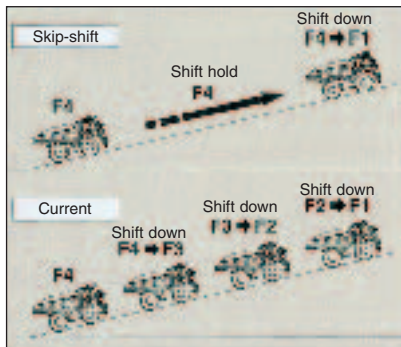 Skip-shift
Shift down
F4 ➡ F1
Shift hold
F4
F4
Current
Shift down
F2 ➡ F1
Shift down
F3 ➡ F2
Shift down
F4 ➡ F3
F4